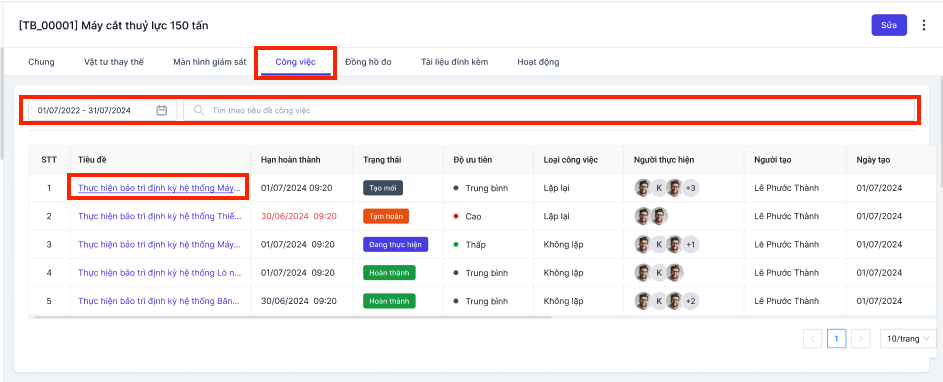 [TB_00001] Máy cắt thuỷ lực 150 tấn Sửa
Chung Vật tư thay thế Màn hình giám sát Công việc Đồng hồ đo Tài liệu đính kèm Hoạt động
01/07/2022 - 31/07/2024 Tìm theo tiêu đề công việc
STT Tiêu đề Hạn hoàn thành Trạng thái Độ ưu tiên Loại công việc Người thực hiện Người tạo Ngày tạo
1 Thực hiện bảo trì định kỳ hệ thống Máy... 01/07/2024 09:20 Tạo mới Trung bình Lặp lại K +3 Lê Phước Thành 01/07/2024
2 Thực hiện bảo trì định kỳ hệ thống Thiế... 30/06/2024 09:20 Tạm hoãn Cao Lặp lại Lê Phước Thành 01/07/2024
3 Thực hiện bảo trì định kỳ hệ thống Máy... 01/07/2024 09:20 Đang thực hiện Thấp Không lặp K +1 Lê Phước Thành 01/07/2024
4 Thực hiện bảo trì định kỳ hệ thống Lò n... 01/07/2024 09:20 Hoàn thành Trung bình Không lặp K Lê Phước Thành 01/07/2024
5 Thực hiện bảo trì định kỳ hệ thống Băn... 30/06/2024 09:20 Hoàn thành Trung bình Không lặp K +2 Lê Phước Thành 01/07/2024
< 1 > 10/trang